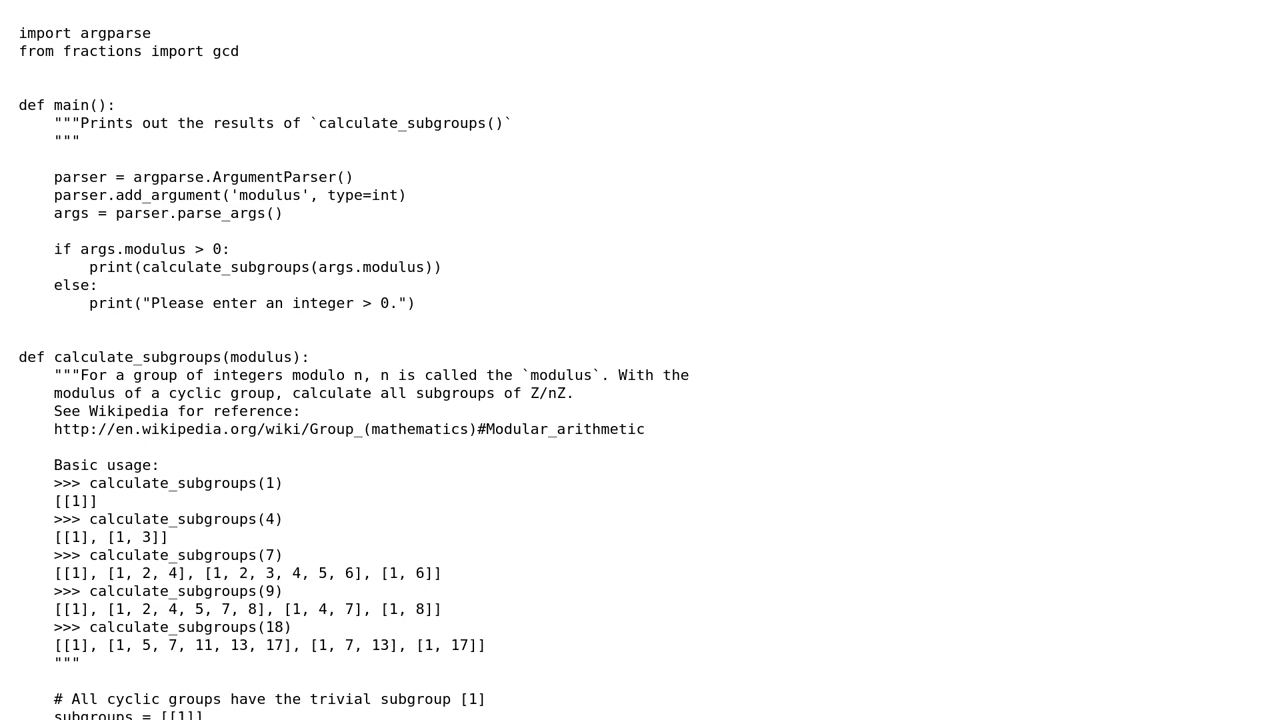 import argparse
from fractions import gcd
def main():
    """Prints out the results of `calculate_subgroups()`
    """
    parser = argparse.ArgumentParser()
    parser.add_argument('modulus', type=int)
    args = parser.parse_args()
    if args.modulus > 0:
        print(calculate_subgroups(args.modulus))
    else:
        print("Please enter an integer > 0.")
def calculate_subgroups(modulus):
    """For a group of integers modulo n, n is called the `modulus`. With the
    modulus of a cyclic group, calculate all subgroups of Z/nZ.
    See Wikipedia for reference:
    http://en.wikipedia.org/wiki/Group_(mathematics)#Modular_arithmetic
    Basic usage:
    >>> calculate_subgroups(1)
    [[1]]
    >>> calculate_subgroups(4)
    [[1], [1, 3]]
    >>> calculate_subgroups(7)
    [[1], [1, 2, 4], [1, 2, 3, 4, 5, 6], [1, 6]]
    >>> calculate_subgroups(9)
    [[1], [1, 2, 4, 5, 7, 8], [1, 4, 7], [1, 8]]
    >>> calculate_subgroups(18)
    [[1], [1, 5, 7, 11, 13, 17], [1, 7, 13], [1, 17]]
    """
    # All cyclic groups have the trivial subgroup [1]
    subgroups = [[1]]